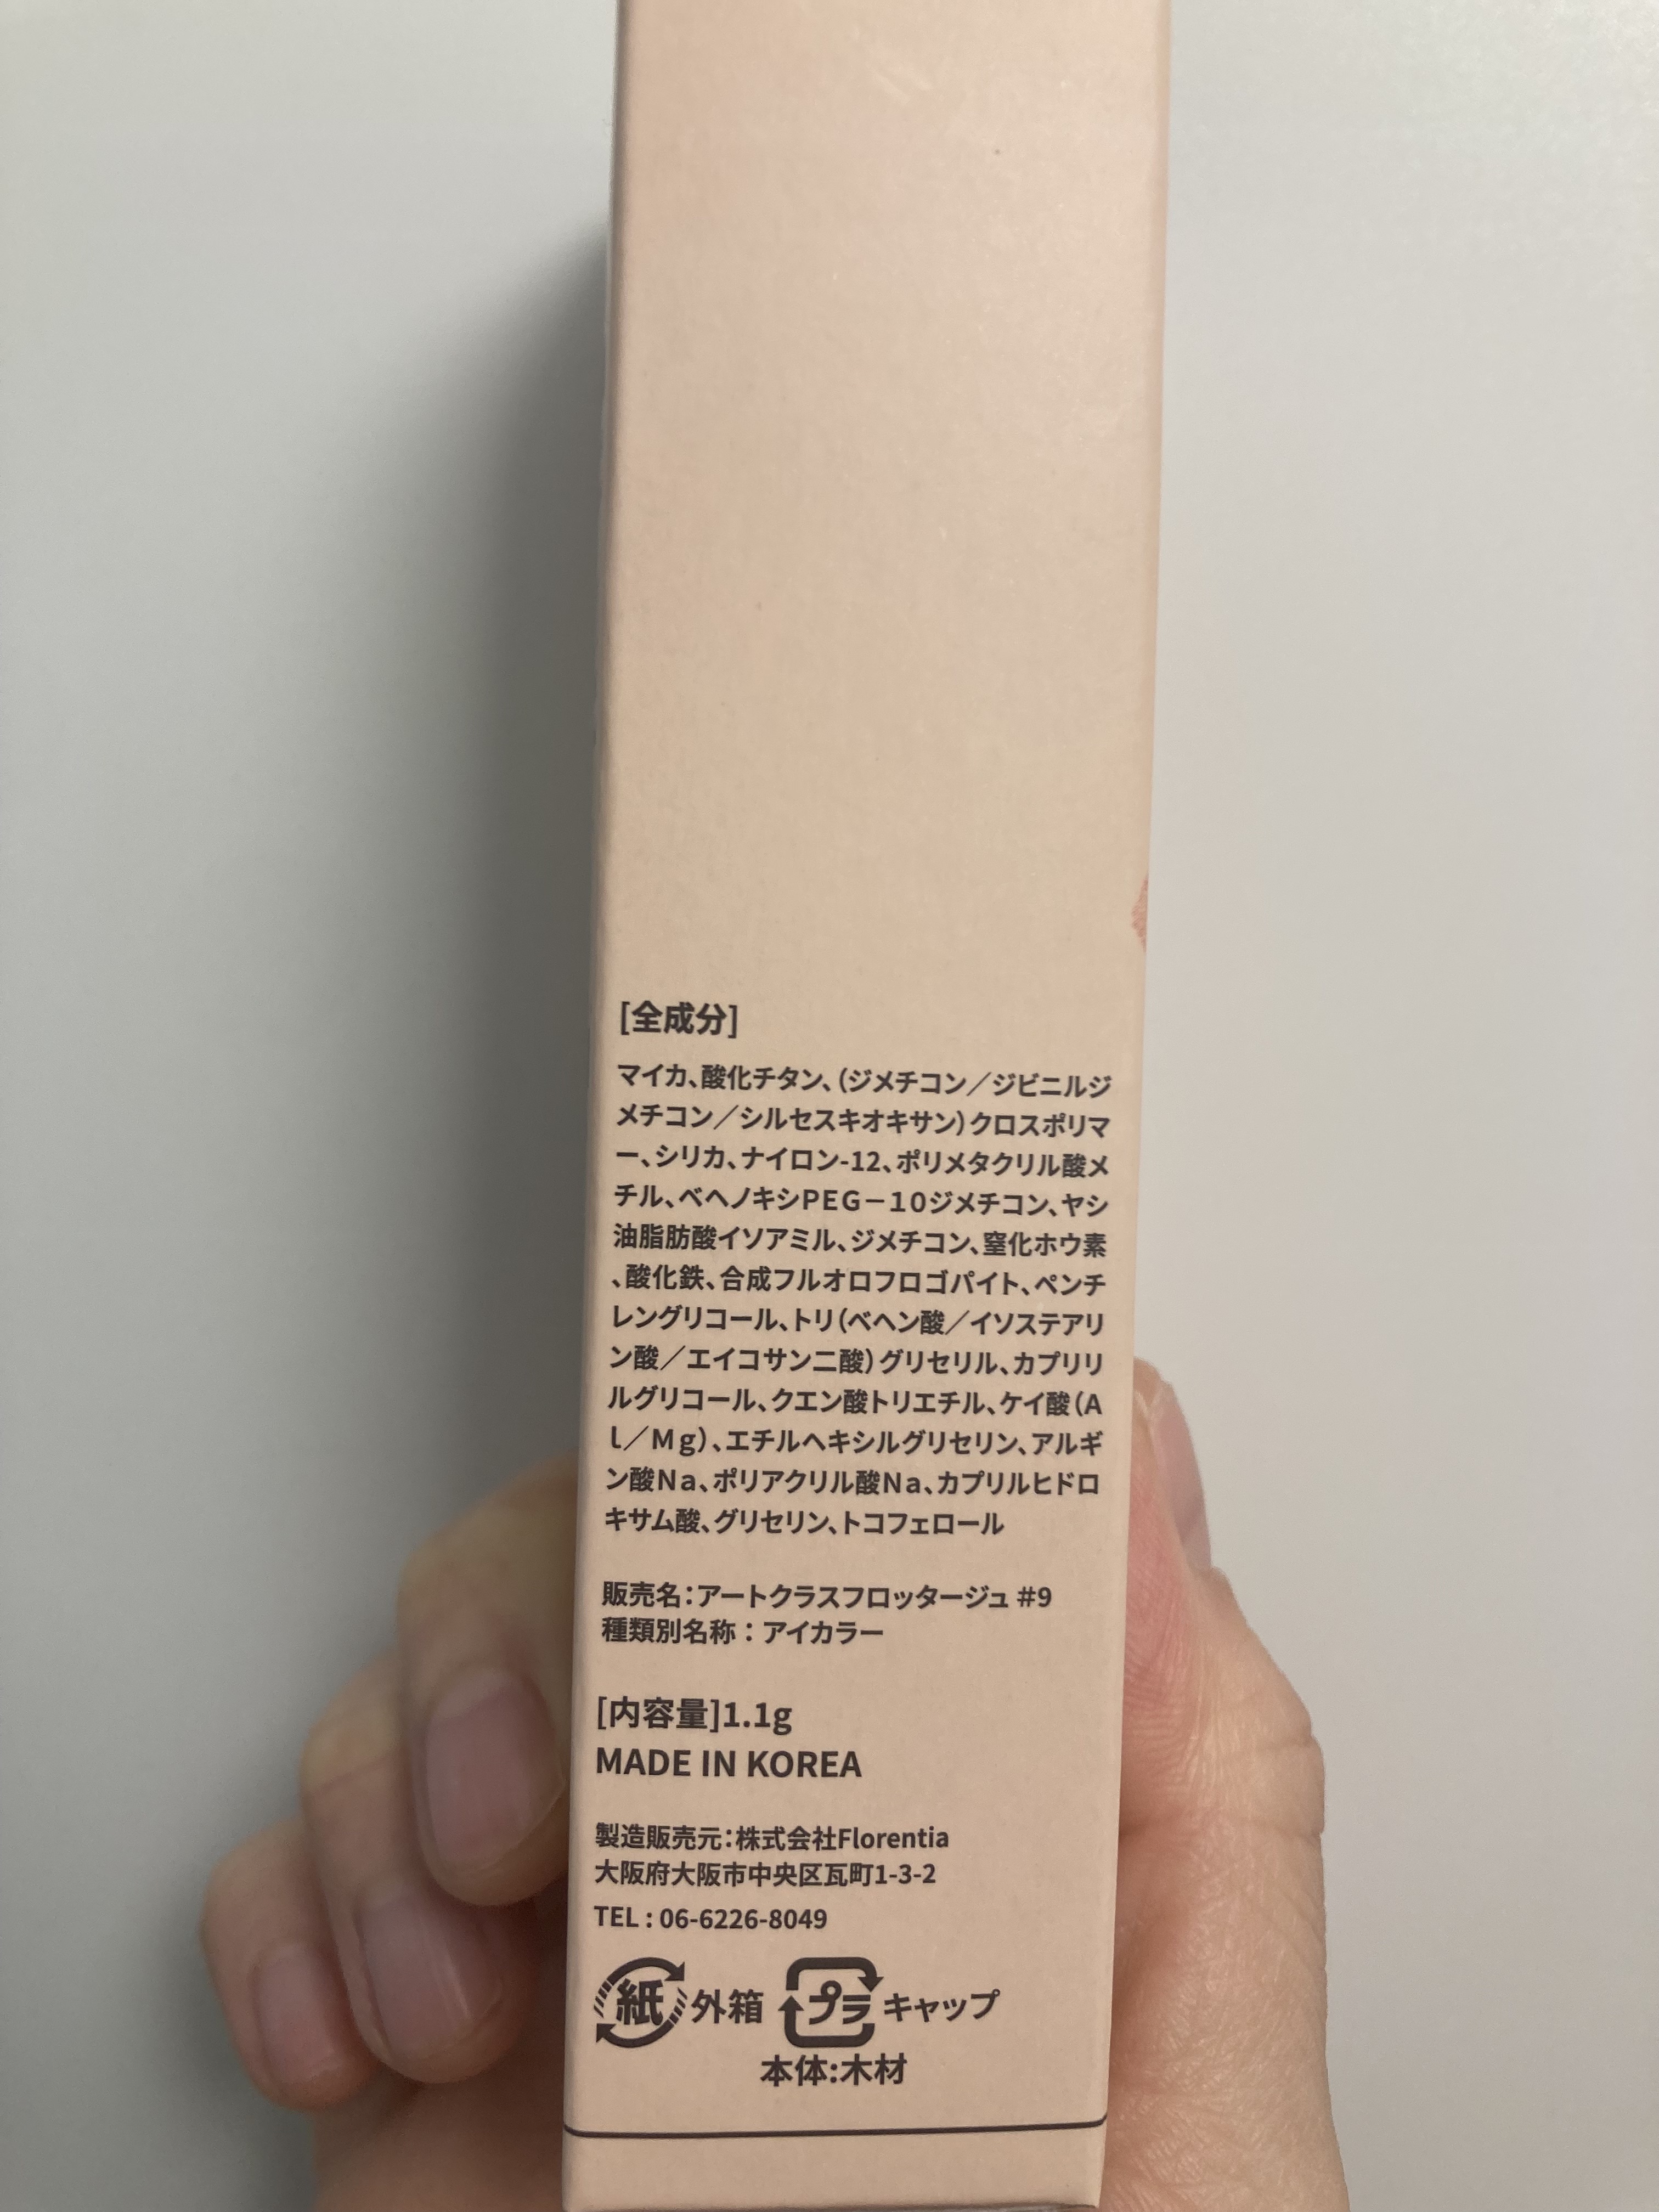 [全成分]
マイカ、酸化チタン、(ジメチコン／ジビニルジ
メチコン／シルセスキオキサン)クロスポリマ
ー、シリカ、ナイロン-12、ポリメタクリル酸メ
チル、ベヘノキシPEG－10ジメチコン、ヤシ
油脂肪酸イソアミル、ジメチコン、窒化ホウ素
、酸化鉄、合成フルオロフロゴパイト、ペンチ
レングリコール、トリ(ベヘン酸／イソステアリ
ン酸／エイコサン二酸)グリセリル、カプリリ
ルグリコール、クエン酸トリエチル、ケイ酸(A
l／Mg)、エチルヘキシルグリセリン、アルギ
ン酸Na、ポリアクリル酸Na、カプリルヒドロ
キサム酸、グリセリン、トコフェロール
販売名：アートクラスフロッタージュ #9
種類別名称：アイカラー
[内容量]1.1g
MADE IN KOREA
製造販売元：株式会社Florentia
大阪府大阪市中央区瓦町1-3-2
TEL : 06-6226-8049
紙 外箱 プラ キャップ
本体:木材